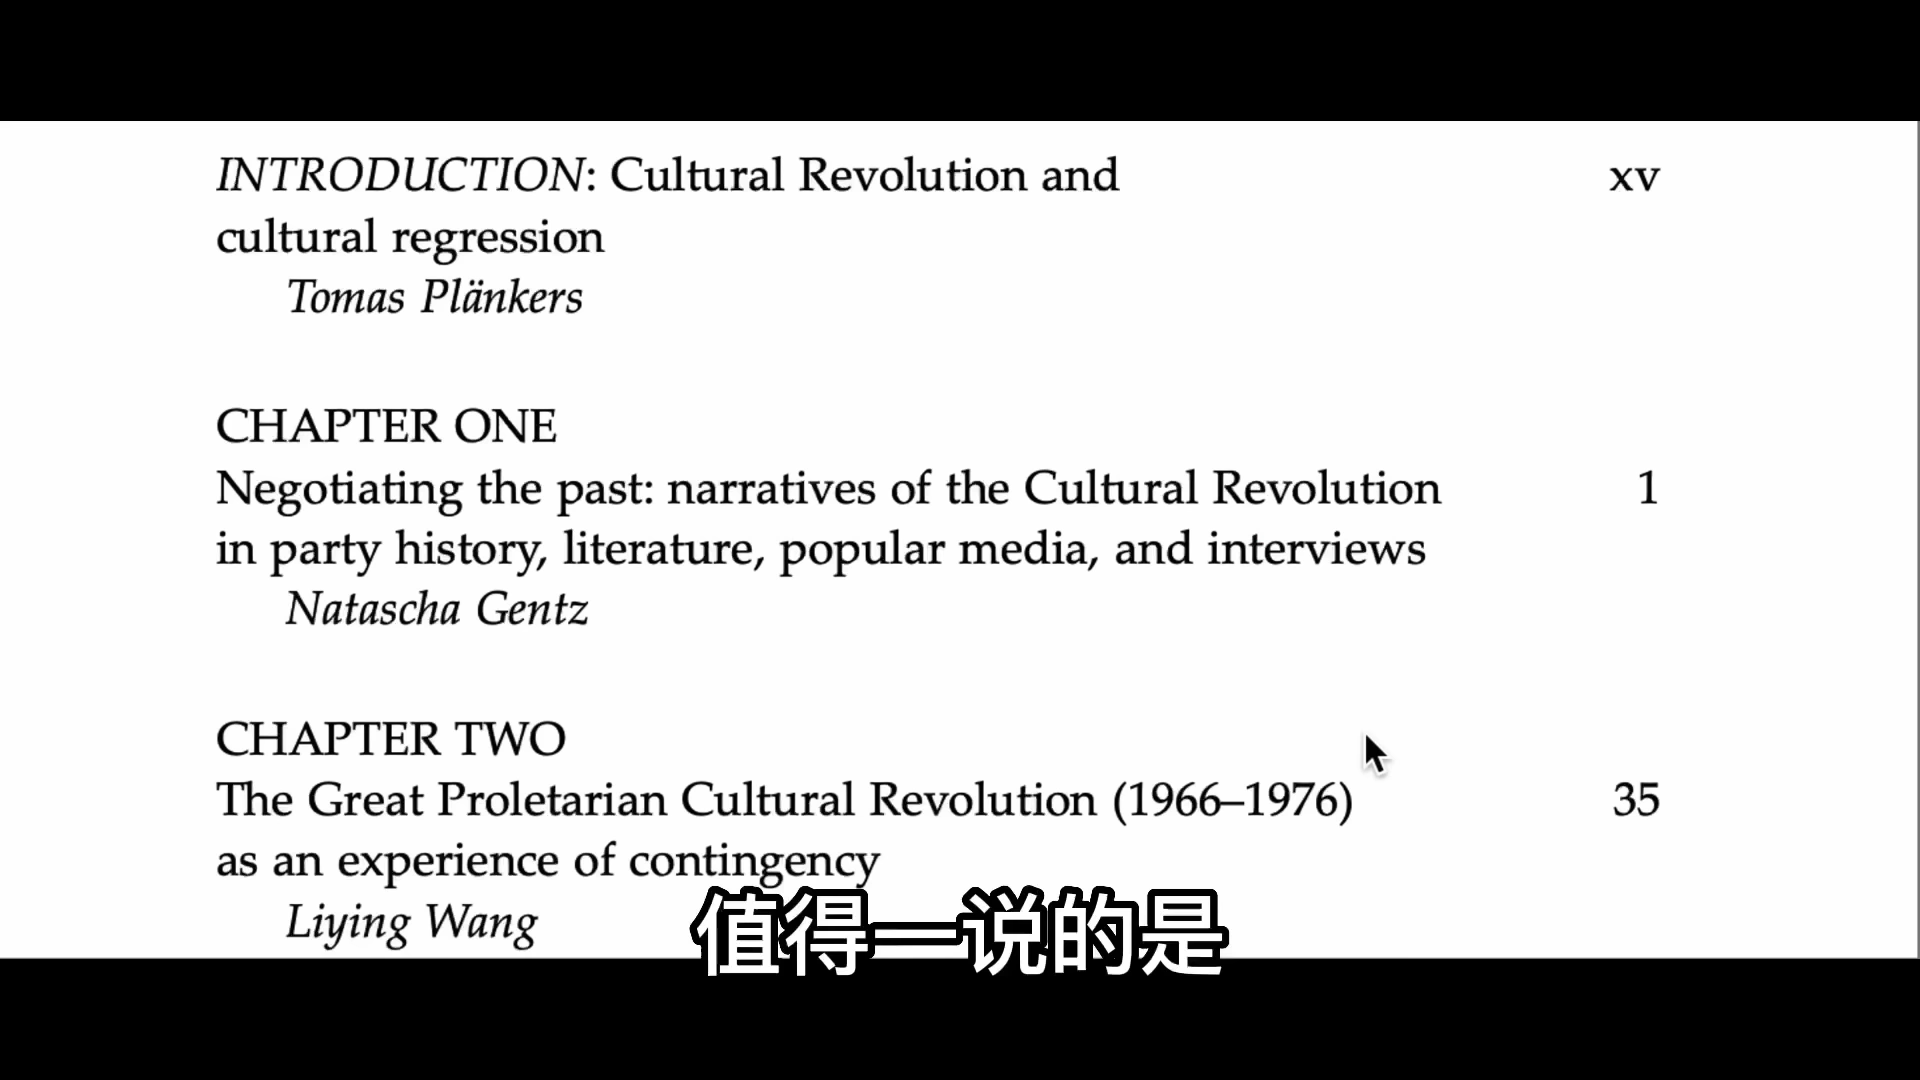 INTRODUCTION: Cultural Revolution and xv
cultural regression
Tomas Plänkers
CHAPTER ONE
Negotiating the past: narratives of the Cultural Revolution 1
in party history, literature, popular media, and interviews
Natascha Gentz
CHAPTER TWO
The Great Proletarian Cultural Revolution (1966–1976) 35
as an experience of contingency
Liying Wang
值得一说的是